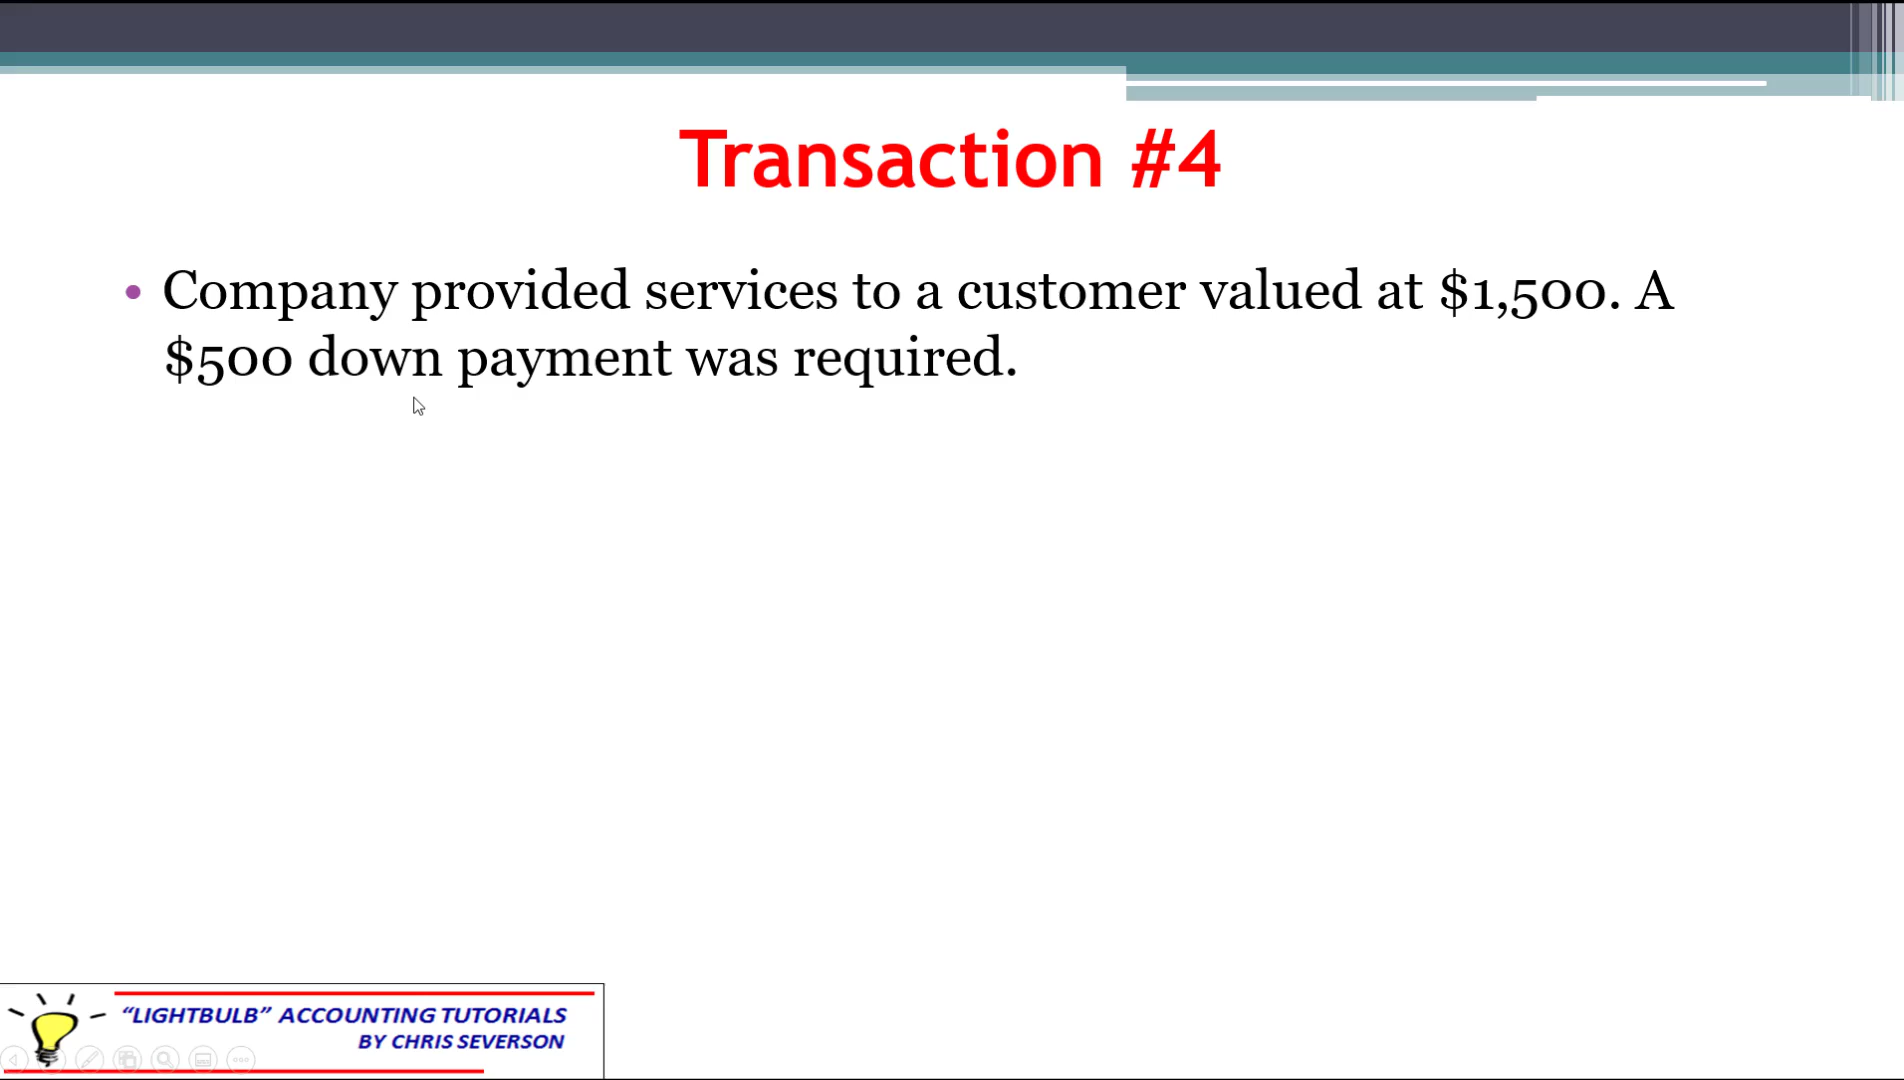 Transaction #4
• Company provided services to a customer valued at $1,500. A
$500 down payment was required.
“LIGHTBULB” ACCOUNTING TUTORIALS
BY CHRIS SEVERSON